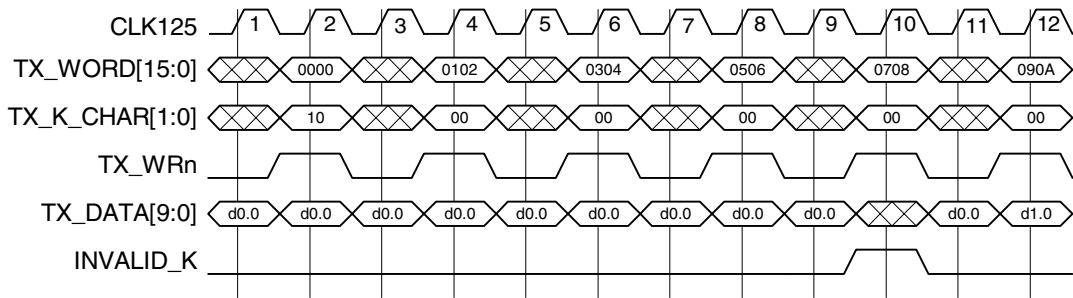 CLK125 1 2 3 4 5 6 7 8 9 10 11 12
TX_WORD[15:0] 0000 0102 0304 0506 0708 090A
TX_K_CHAR[1:0] 10 00 00 00 00 00
TX_WRn
TX_DATA[9:0] d0.0 d0.0 d0.0 d0.0 d0.0 d0.0 d0.0 d0.0 d0.0 d0.0 d1.0
INVALID_K